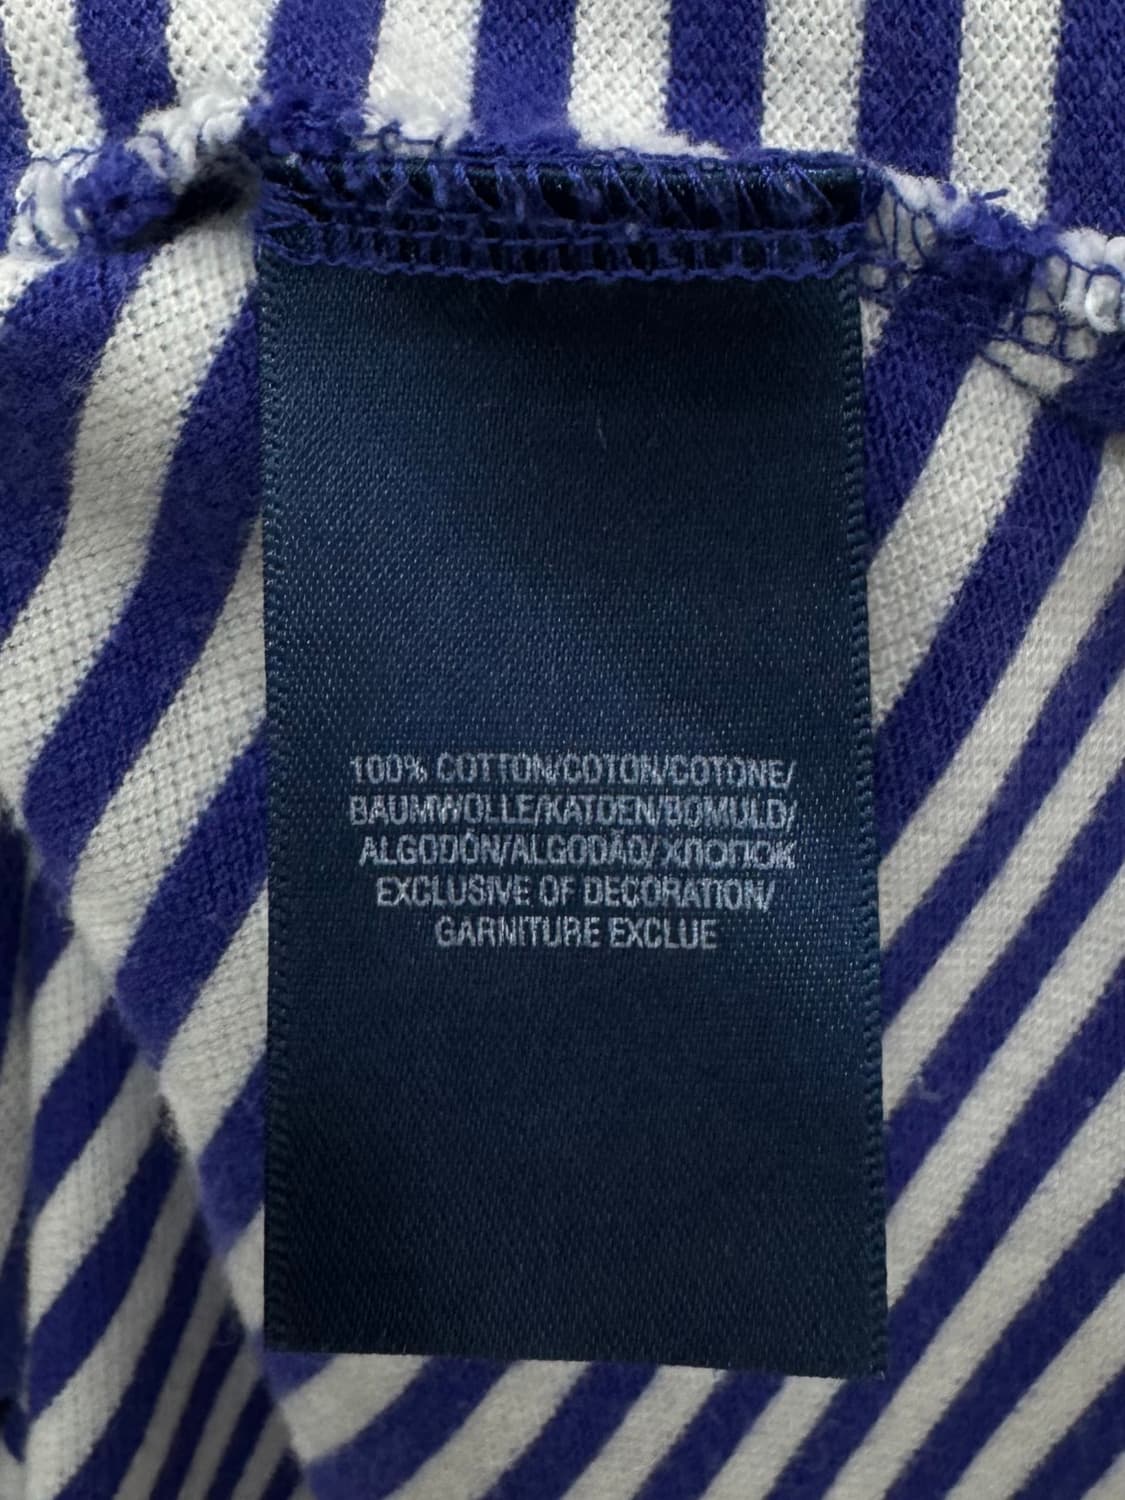 100% COTTON/COTON/COTONE/
BAUMWOLLE/KATOEN/BOMULD/
ALGODÓN/ALGODÃO/ХЛОПОК
EXCLUSIVE OF DECORATION/
GARNITURE EXCLUE